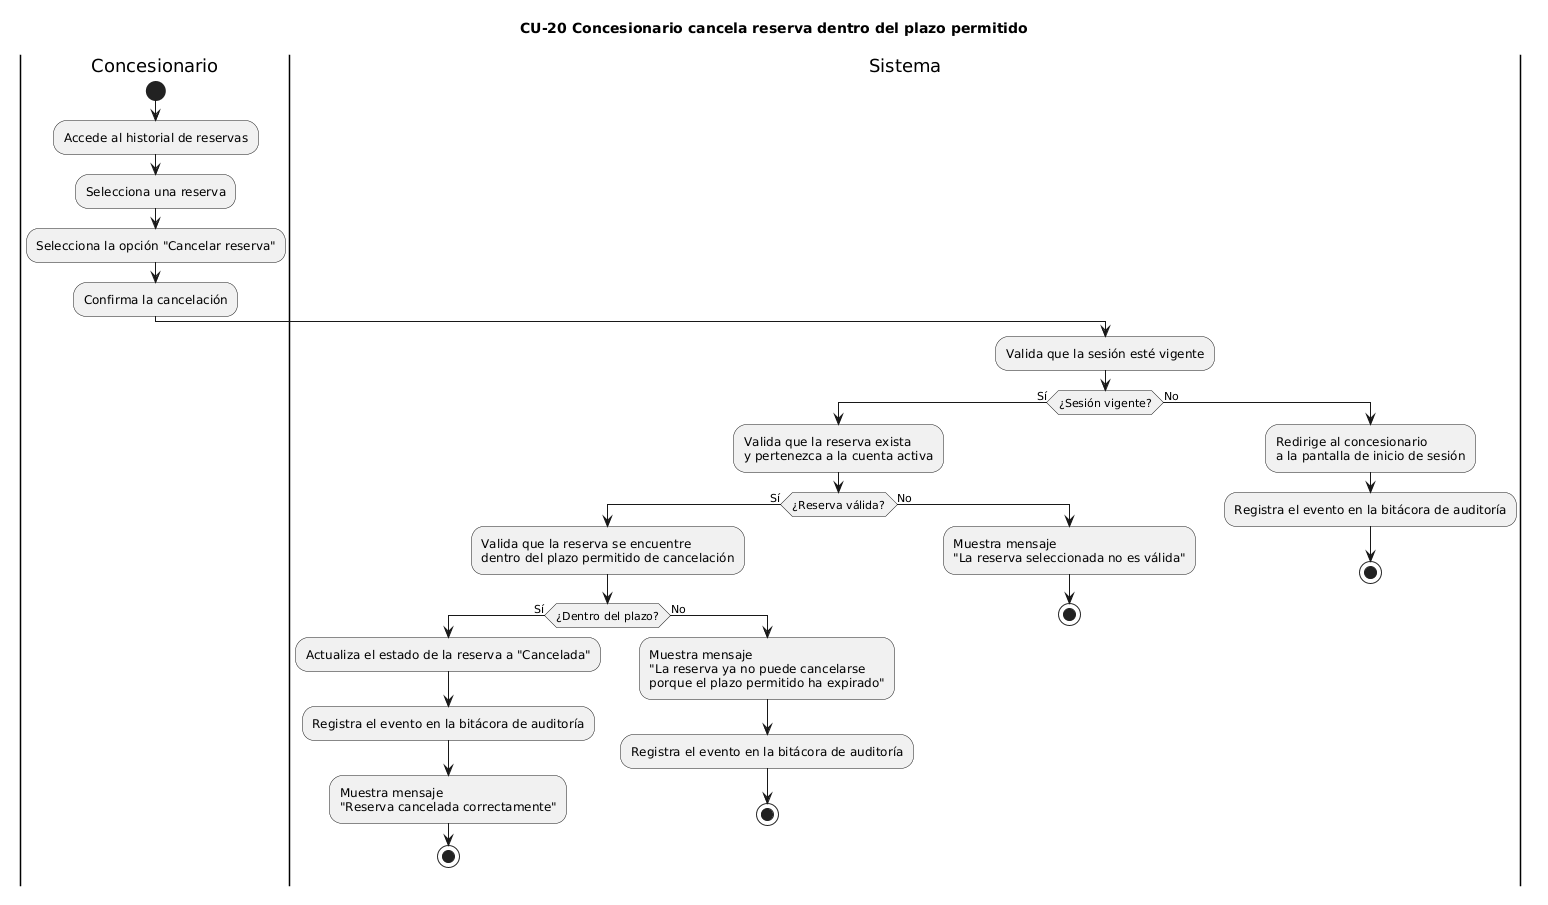 CU-20 Concesionario cancela reserva dentro del plazo permitido
Concesionario
Sistema
Accede al historial de reservas
Selecciona una reserva
Selecciona la opción "Cancelar reserva"
Confirma la cancelación
Valida que la sesión esté vigente
¿Sesión vigente?
Sí
No
Valida que la reserva exista
y pertenezca a la cuenta activa
¿Reserva válida?
Sí
No
Valida que la reserva se encuentre
dentro del plazo permitido de cancelación
¿Dentro del plazo?
Sí
No
Actualiza el estado de la reserva a "Cancelada"
Registra el evento en la bitácora de auditoría
Muestra mensaje
"Reserva cancelada correctamente"
Muestra mensaje
"La reserva ya no puede cancelarse
porque el plazo permitido ha expirado"
Registra el evento en la bitácora de auditoría
Muestra mensaje
"La reserva seleccionada no es válida"
Redirige al concesionario
a la pantalla de inicio de sesión
Registra el evento en la bitácora de auditoría